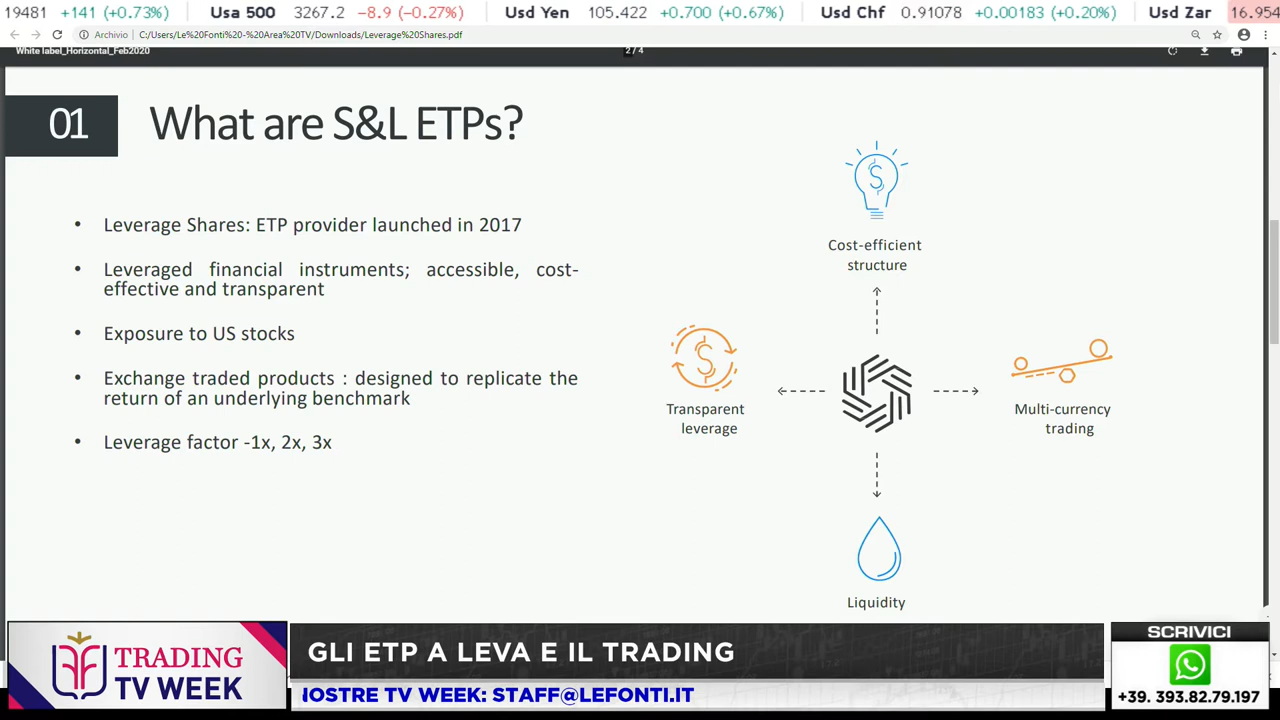 19481 +141 (+0.73%) Usa 500 3267.2 −8.9 (−0.27%) Usd Yen 105.422 +0.700 (+0.67%) Usd Chf 0.91078 +0.00183 (+0.20%) Usd Zar 16.954
Archivio | C:/Users/Le%20Fonti%20-%20Area%20TV/Downloads/Leverage%20Shares.pdf
White label_Horizontal_Feb2020 2 / 4
01 What are S&L ETPs?
• Leverage Shares: ETP provider launched in 2017
• Leveraged financial instruments; accessible, cost-
effective and transparent
• Exposure to US stocks
• Exchange traded products : designed to replicate the
return of an underlying benchmark
• Leverage factor -1x, 2x, 3x
Cost-efficient
structure
Transparent
leverage
Multi-currency
trading
Liquidity
TRADING
TV WEEK
GLI ETP A LEVA E IL TRADING
NOSTRE TV WEEK: STAFF@LEFONTI.IT
SCRIVICI
+39. 393.82.79.197